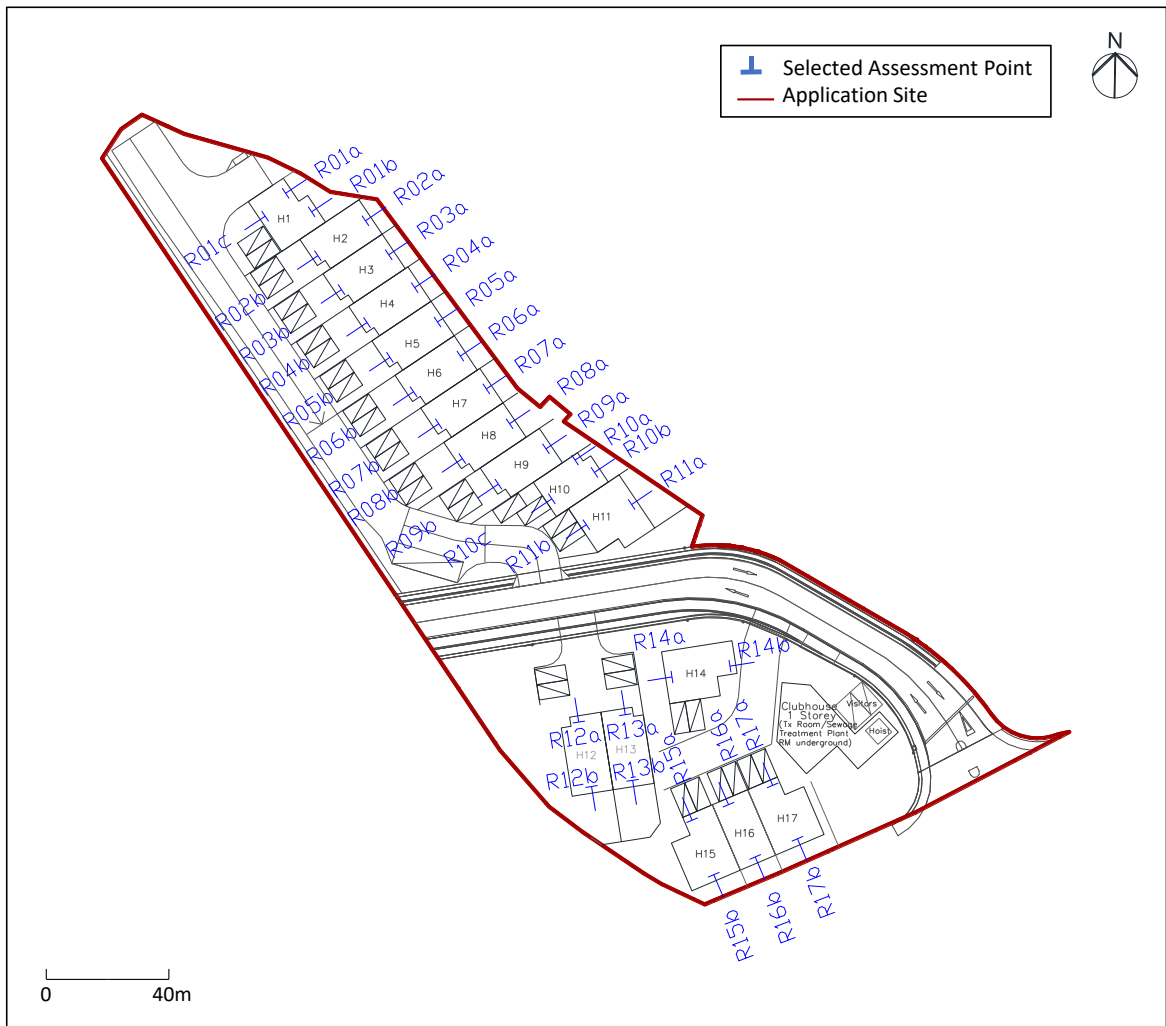 N
Selected Assessment Point
Application Site
R01a
R01b
R02a
R03a
R04a
R05a
R06a
R07a
R08a
R09a
R10a
R10b
R11a
R01c
R02b
R03b
R04b
R05b
R06b
R07b
R08b
R09b
R10c
R11b
H1
H2
H3
H4
H5
H6
H7
H8
H9
H10
H11
R14a
R14b
H14
R12a
R13a
H12
H13
R12b
R13b
R15a
R16a
R17a
Clubhouse
1 Storey
(Tx Room/Sewage
Treatment Plant
RM underground)
Visitors
Hoist
H15
H16
H17
R15b
R16b
R17b
0
40m